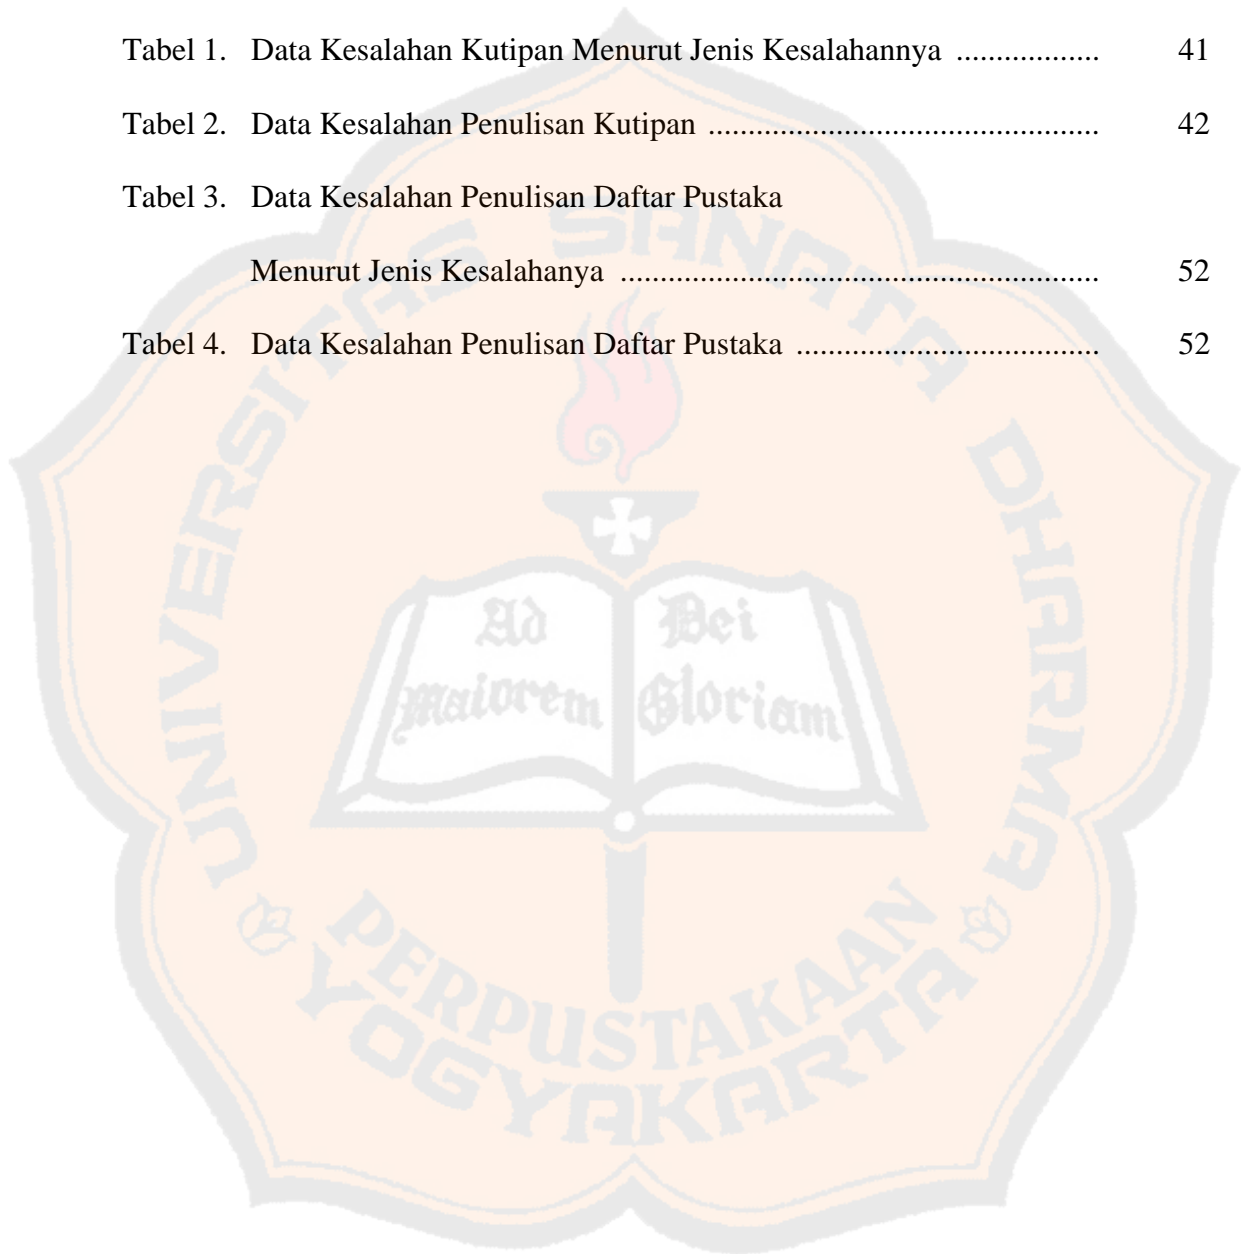 Tabel 1. Data Kesalahan Kutipan Menurut Jenis Kesalahannya .................. 41
Tabel 2. Data Kesalahan Penulisan Kutipan ................................................. 42
Tabel 3. Data Kesalahan Penulisan Daftar Pustaka
Menurut Jenis Kesalahanya ............................................................ 52
Tabel 4. Data Kesalahan Penulisan Daftar Pustaka ...................................... 52
UNIVERSITAS SANATA DHARMA
Ad Dei
Maiorem Gloriam
PERPUSTAKAAN
YOGYAKARTA